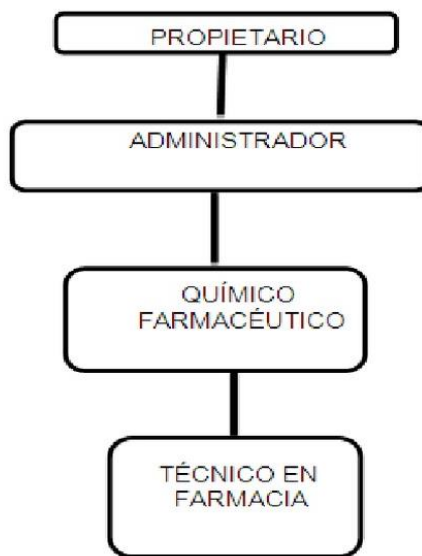 PROPIETARIO
ADMINISTRADOR
QUÍMICO
FARMACÉUTICO
TÉCNICO EN
FARMACIA